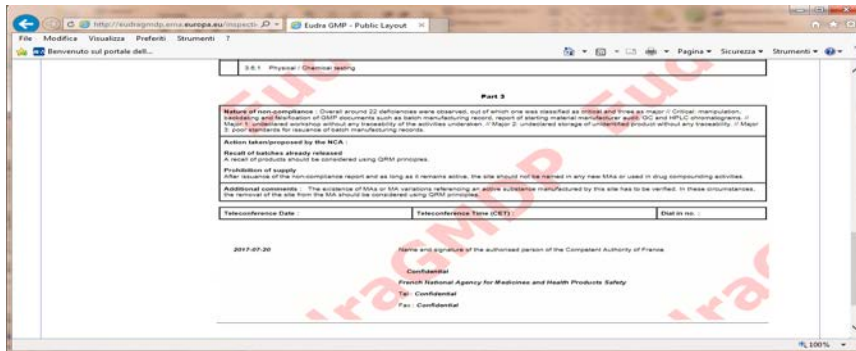 http://eudragmdp.ema.europa.eu/inspecti
Eudra GMP - Public Layout
File Modifica Visualizza Preferiti Strumenti ?
Benvenuto sul portale dell...
Pagina Sicurezza Strumenti
3.6.1 Physical / Chemical testing
Part 3
Nature of non-compliance : Overall around 22 deficiencies were observed, out of which one was classified as critical and three as major // Critical: manipulation,
backdating and falsification of GMP documents such as batch manufacturing record, report of starting material manufacturer audit, GC and HPLC chromatograms. //
Major 1: undeclared workshop without any traceability of the activities undertaken. // Major 2: undeclared storage of unidentified product without any traceability. // Major
3: poor standards for issuance of batch manufacturing records.
Action taken/proposed by the NCA :
Recall of batches already released
A recall of products should be considered using QRM principles.
Prohibition of supply
After issuance of the non-compliance report and as long as it remains active, the site should not be named in any new MAs or used in drug compounding activities.
Additional comments : The existence of MAs or MA variations referencing an active substance manufactured by this site has to be verified. In these circumstances,
the removal of the site from the MA should be considered using QRM principles.
Teleconference Date : Teleconference Time (CET) : Dial in no. :
2017-07-20 Name and signature of the authorised person of the Competent Authority of France
Confidential
French National Agency for Medicines and Health Products Safety
Tel : Confidential
Fax : Confidential
draGMDP Eud
draG
100%